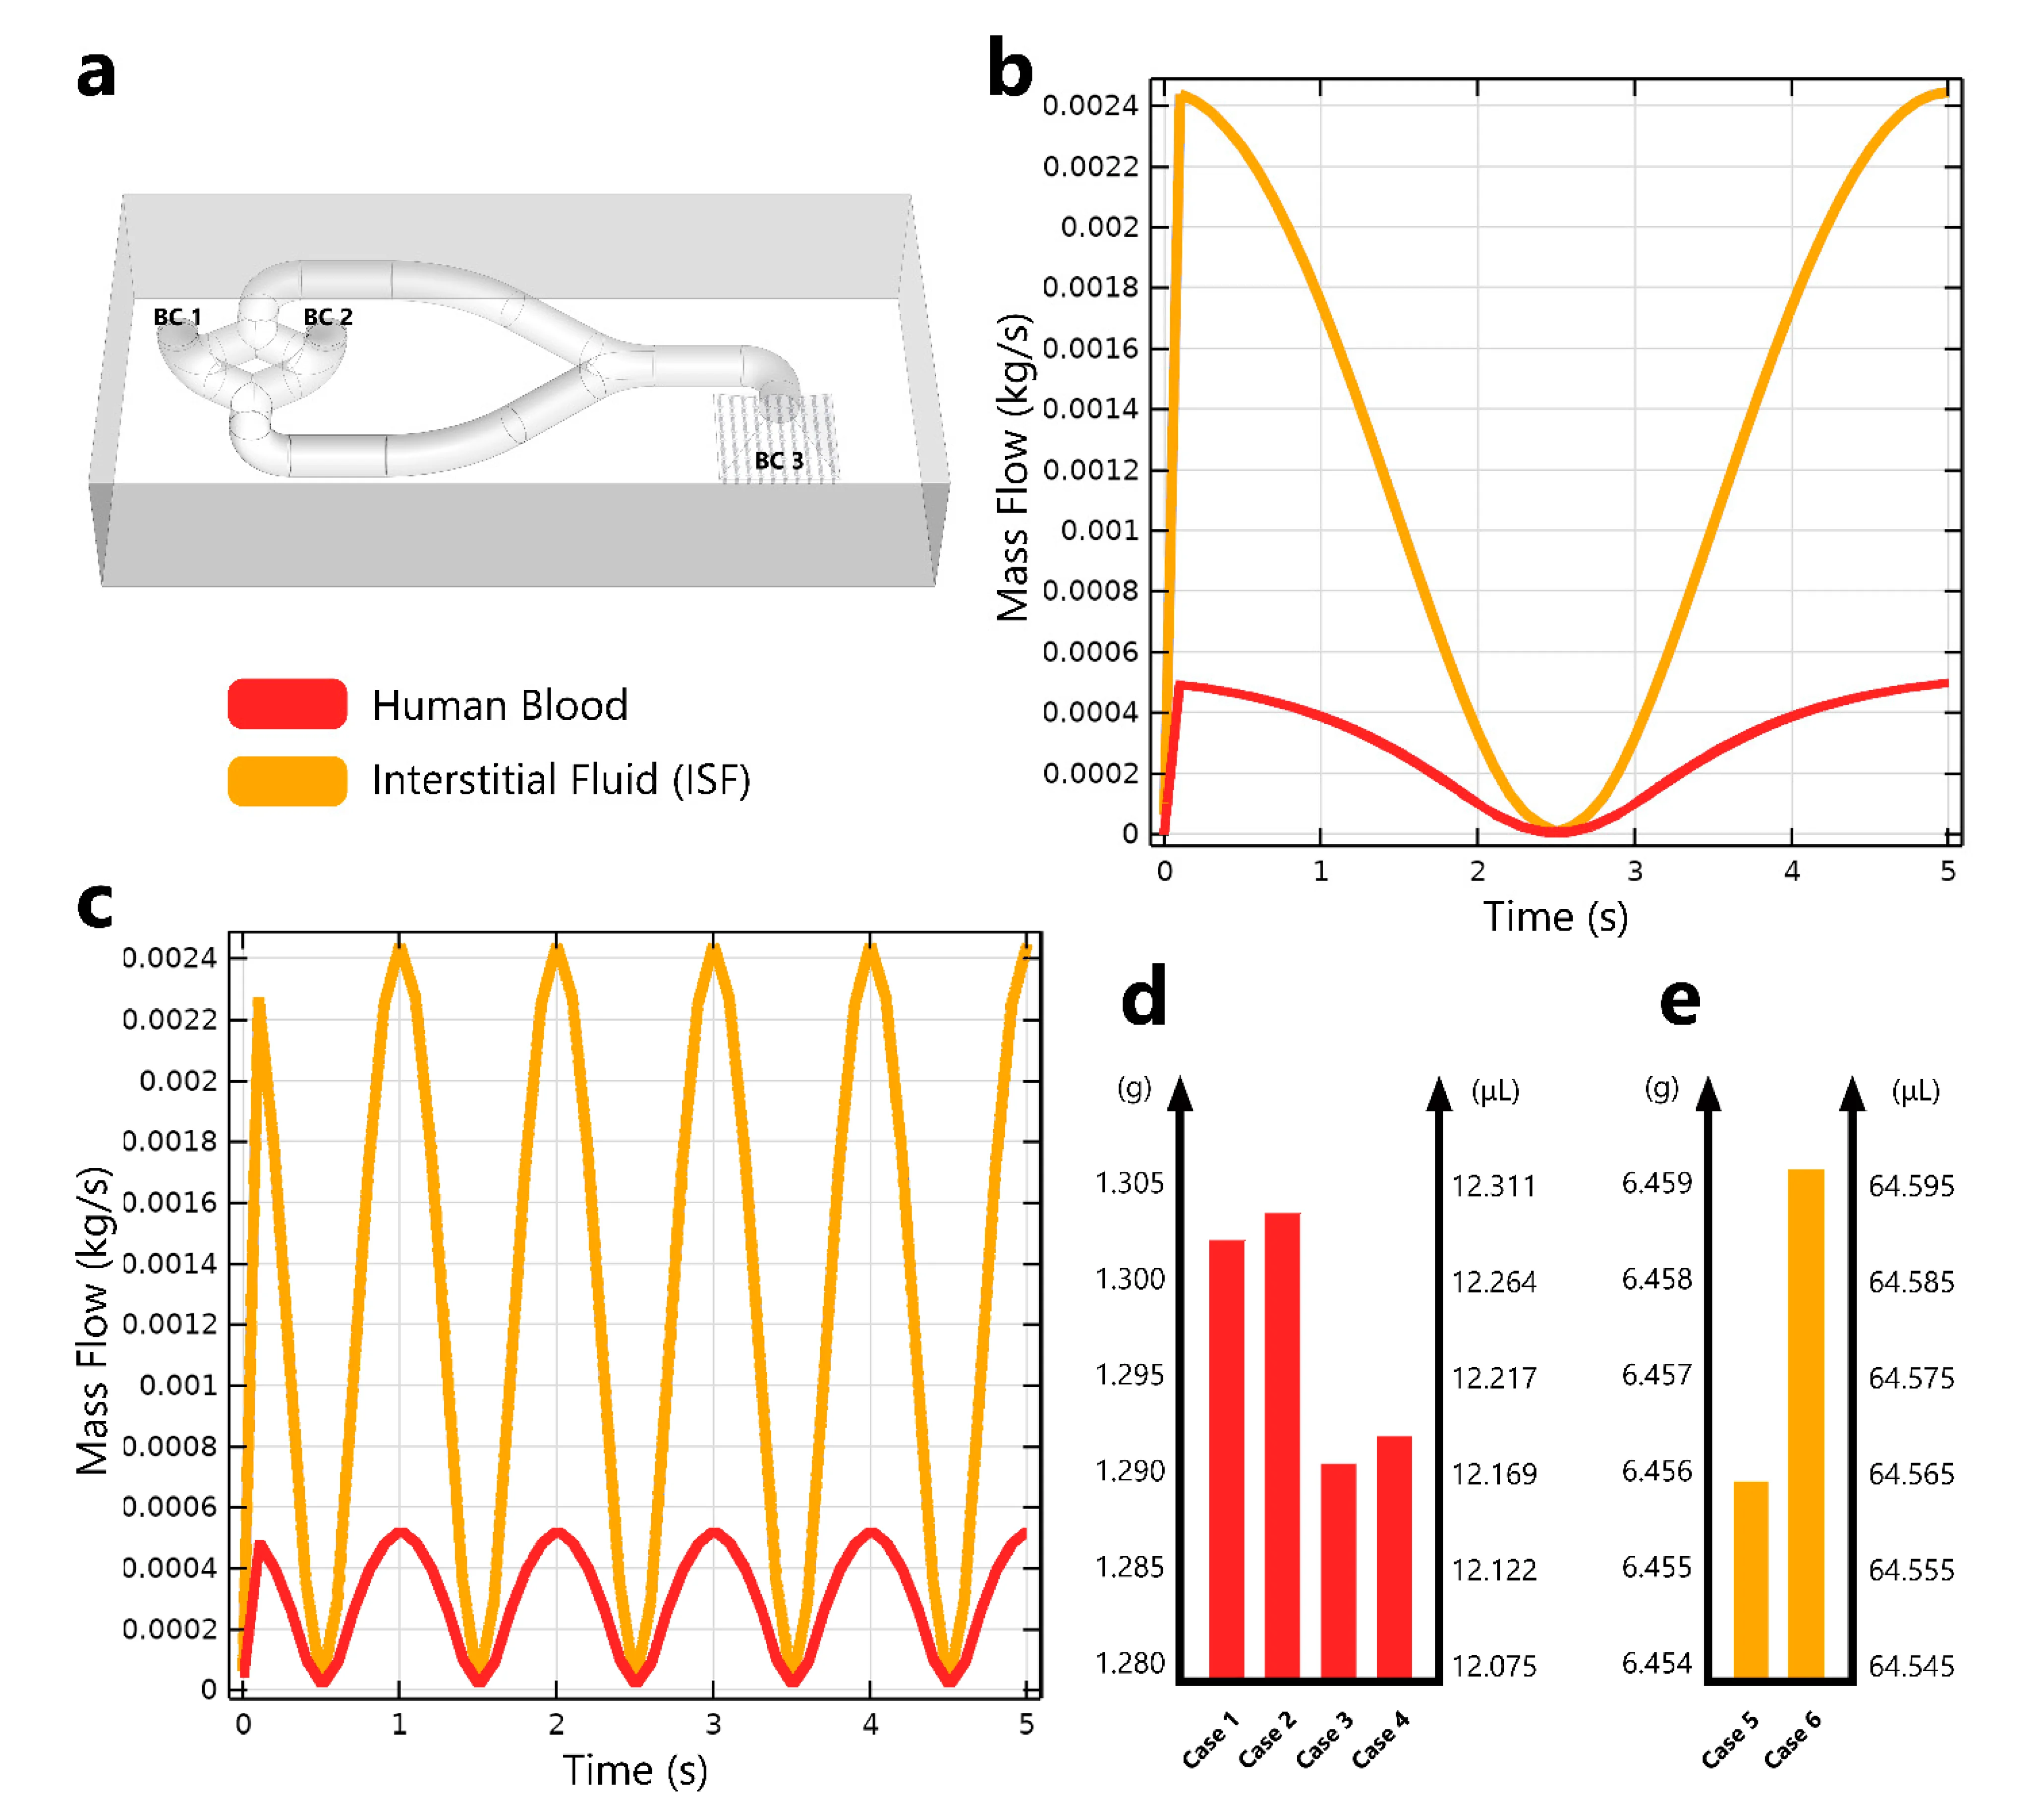 a
BC 1
BC 2
BC 3
Human Blood
Interstitial Fluid (ISF)
b
Mass Flow (kg/s)
0.0024
0.0022
0.002
0.0018
0.0016
0.0014
0.0012
0.001
0.0008
0.0006
0.0004
0.0002
0
0 1 2 3 4 5
Time (s)
c
Mass Flow (kg/s)
0.0024
0.0022
0.002
0.0018
0.0016
0.0014
0.0012
0.001
0.0008
0.0006
0.0004
0.0002
0
0 1 2 3 4 5
Time (s)
d
(g) (µL)
1.305 12.311
1.300 12.264
1.295 12.217
1.290 12.169
1.285 12.122
1.280 12.075
Case 1 Case 2 Case 3 Case 4
e
(g) (µL)
6.459 64.595
6.458 64.585
6.457 64.575
6.456 64.565
6.455 64.555
6.454 64.545
Case 5 Case 6